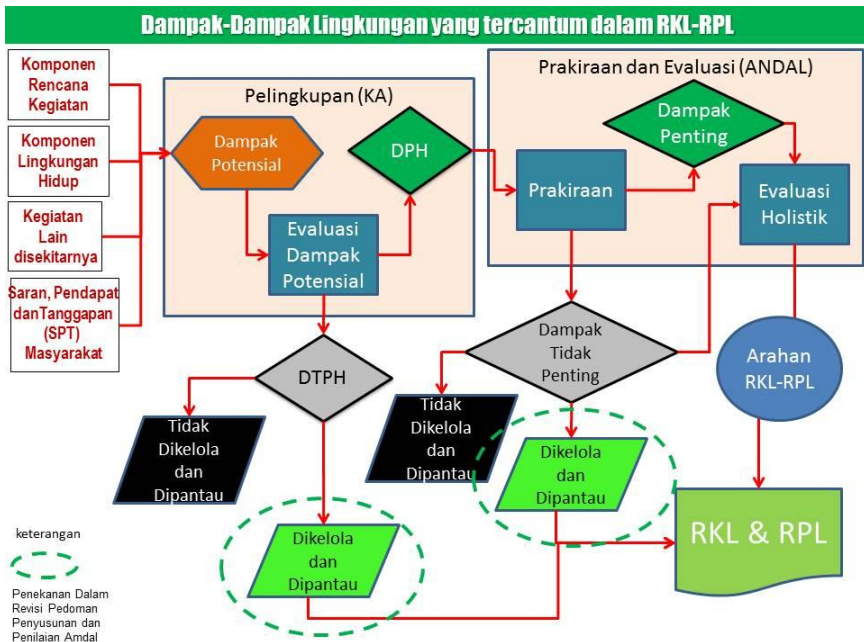 Dampak-Dampak Lingkungan yang tercantum dalam RKL-RPL
Komponen
Rencana
Kegiatan
Komponen
Lingkungan
Hidup
Kegiatan
Lain
disekitarnya
Saran, Pendapat
danTanggapan
(SPT)
Masyarakat
Pelingkupan (KA)
Dampak
Potensial
DPH
Evaluasi
Dampak
Potensial
Prakiraan dan Evaluasi (ANDAL)
Dampak
Penting
Prakiraan
Evaluasi
Holistik
DTPH
Dampak
Tidak
Penting
Arahan
RKL-RPL
Tidak
Dikelola
dan
Dipantau
Tidak
Dikelola
dan
Dipantau
Dikelola
dan
Dipantau
Dikelola
dan
Dipantau
RKL & RPL
keterangan
Penekanan Dalam
Revisi Pedoman
Penyusunan dan
Penilaian Amdal